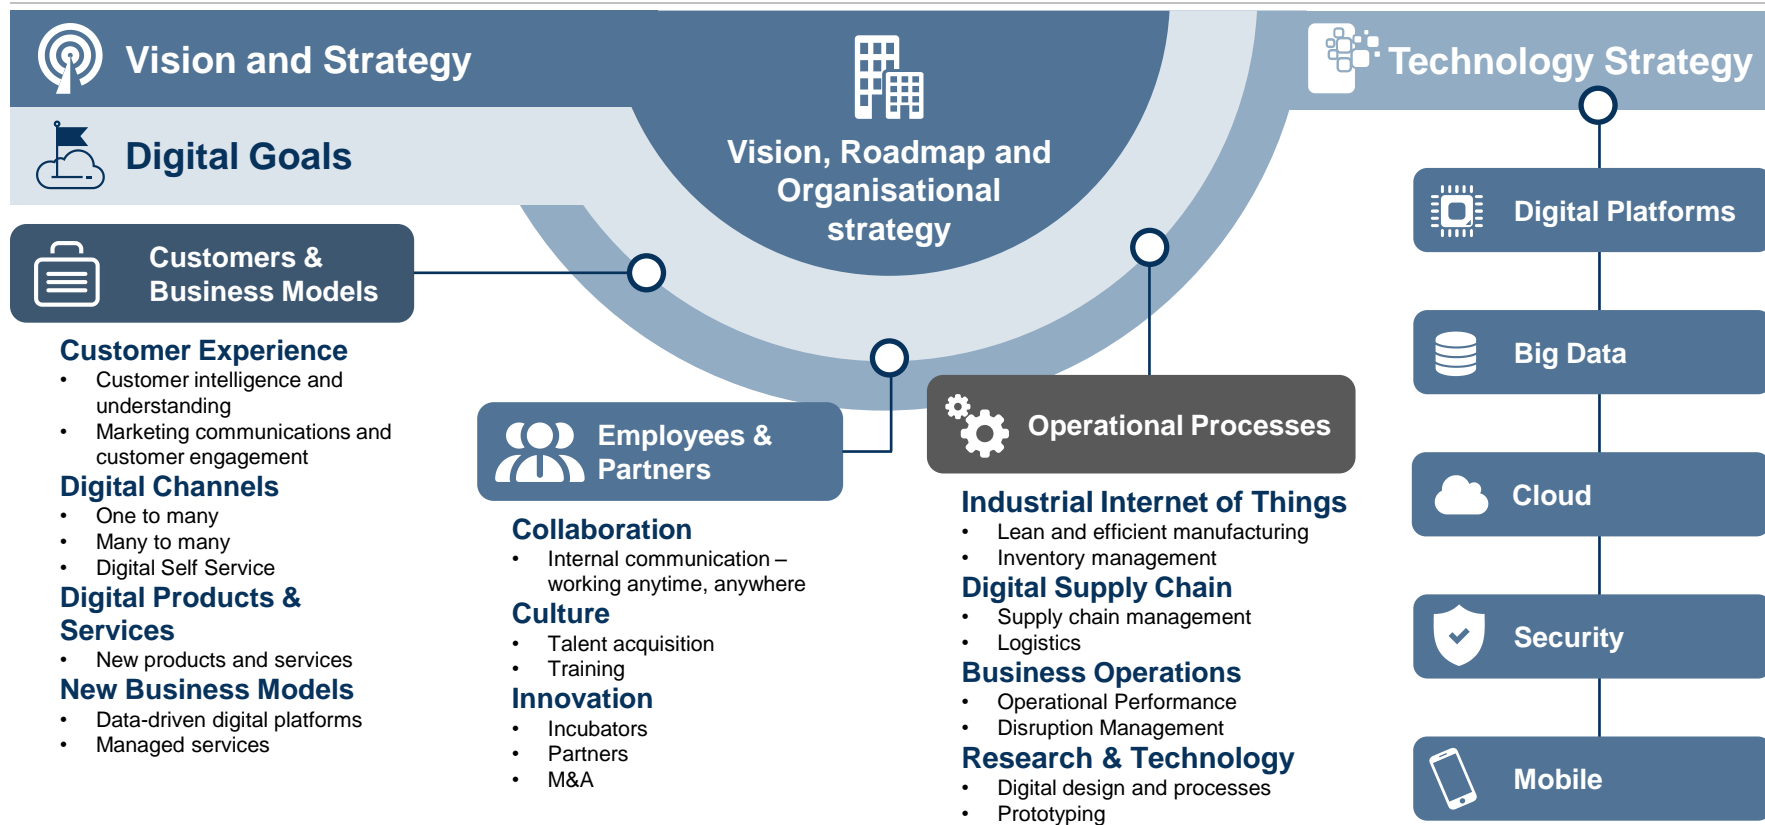 Vision and Strategy
Digital Goals
Vision, Roadmap and
Organisational
strategy
Technology Strategy
Customers &
Business Models
Customer Experience
• Customer intelligence and
understanding
• Marketing communications and
customer engagement
Digital Channels
• One to many
• Many to many
• Digital Self Service
Digital Products &
Services
• New products and services
New Business Models
• Data-driven digital platforms
• Managed services
Employees &
Partners
Collaboration
• Internal communication –
working anytime, anywhere
Culture
• Talent acquisition
• Training
Innovation
• Incubators
• Partners
• M&A
Operational Processes
Industrial Internet of Things
• Lean and efficient manufacturing
• Inventory management
Digital Supply Chain
• Supply chain management
• Logistics
Business Operations
• Operational Performance
• Disruption Management
Research & Technology
• Digital design and processes
• Prototyping
Digital Platforms
Big Data
Cloud
Security
Mobile